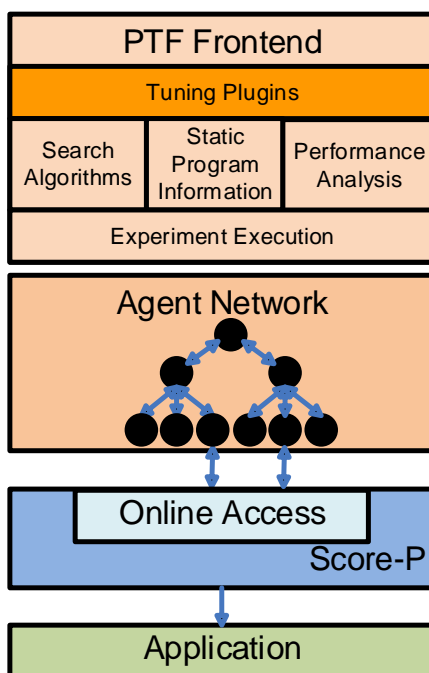 PTF Frontend
Tuning Plugins
Search
Algorithms
Static
Program
Information
Performance
Analysis
Experiment Execution
Agent Network
Online Access
Score-P
Application